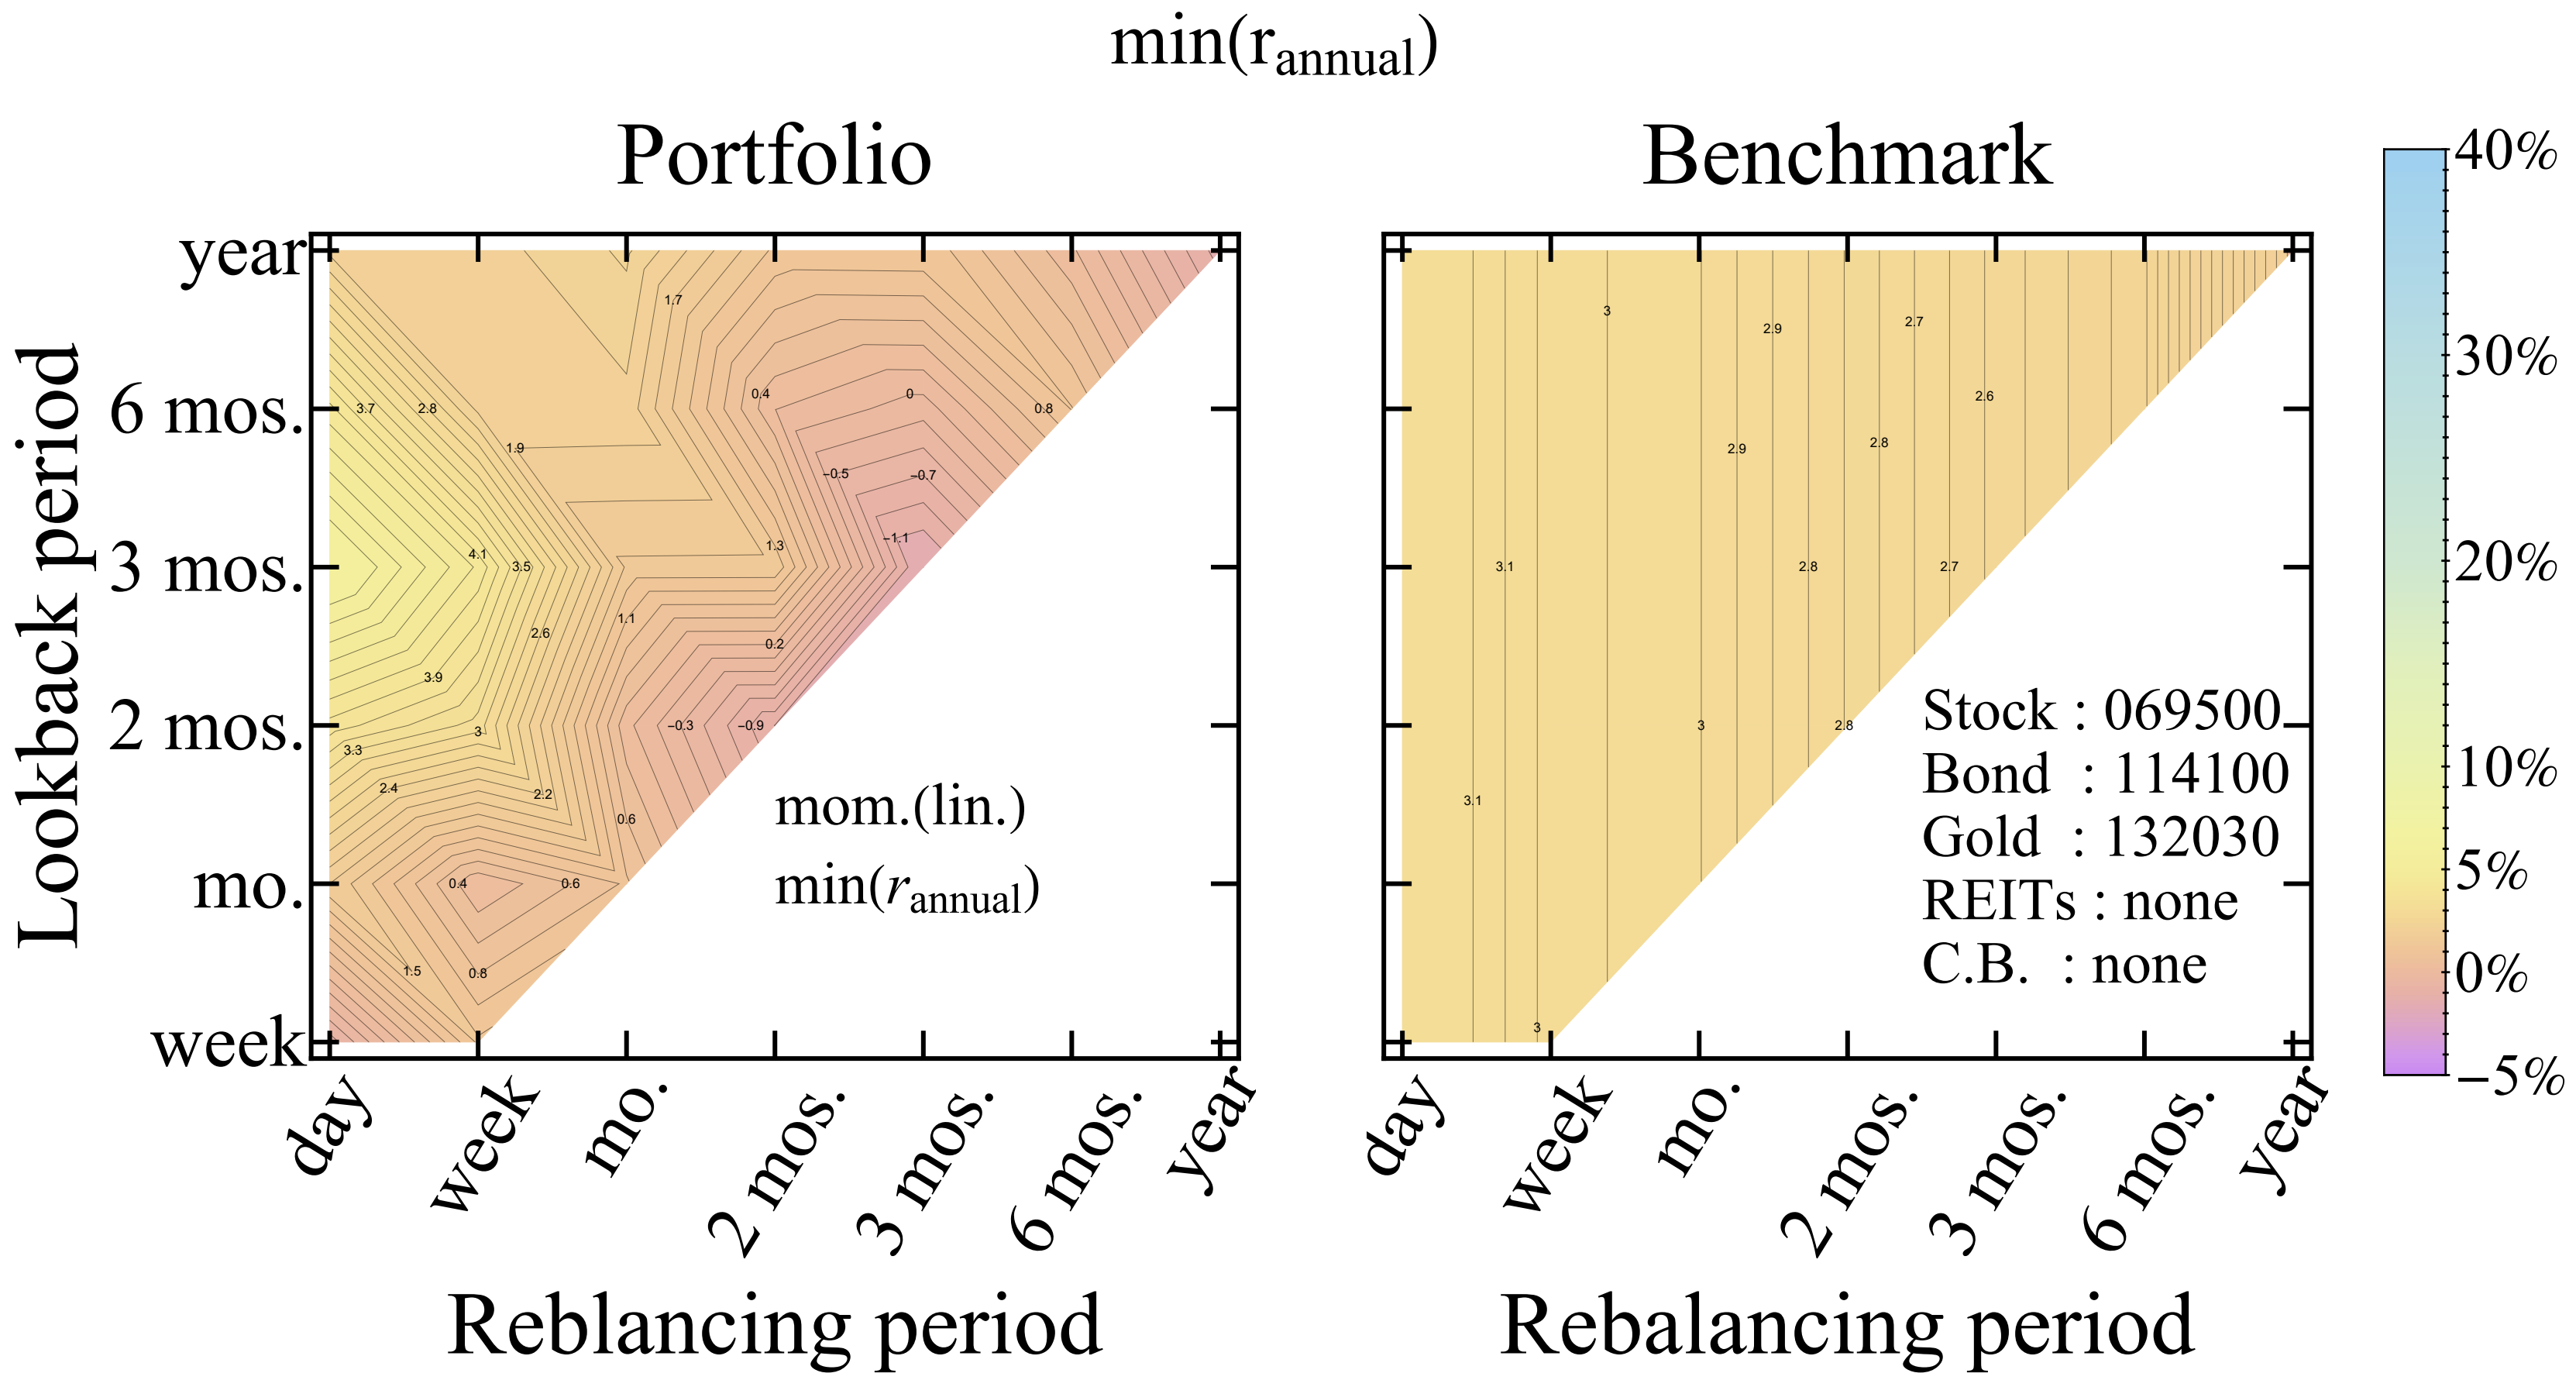 min(r_annual)
Portfolio
Benchmark
Lookback period
year
6 mos.
3 mos.
2 mos.
mo.
week
1.7
3.7
2.8
0.4
0
0.8
1.9
−0.5
−0.7
4.1
3.5
1.3
−1.1
2.6
1.1
0.2
3.9
3
−0.3
−0.9
3.3
2.4
2.2
0.6
0.4
0.6
1.5
0.8
mom.(lin.)
min(r_annual)
day
week
mo.
2 mos.
3 mos.
6 mos.
year
Reblancing period
3
2.9
2.7
2.6
2.9
2.8
3.1
2.8
2.7
3
2.8
3.1
3
Stock : 069500
Bond : 114100
Gold : 132030
REITs : none
C.B. : none
day
week
mo.
2 mos.
3 mos.
6 mos.
year
Rebalancing period
40%
30%
20%
10%
5%
0%
−5%